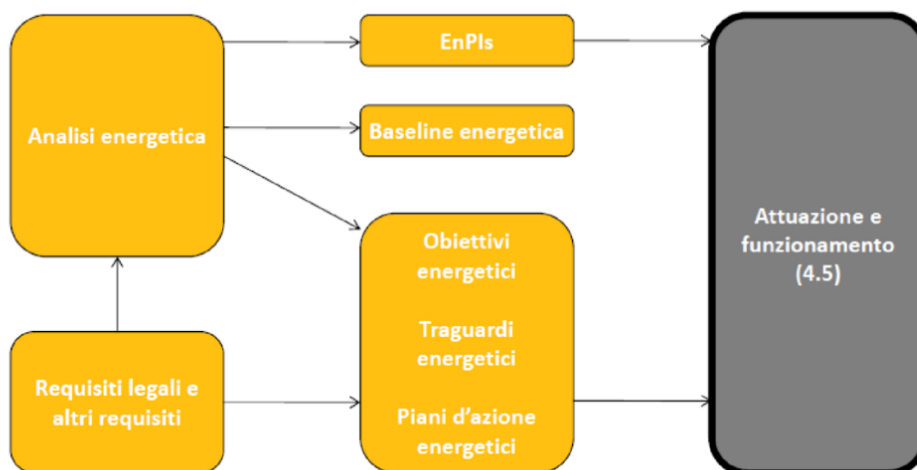 EnPIs
Analisi energetica
Baseline energetica
Obiettivi
energetici
Traguardi
energetici
Piani d'azione
energetici
Requisiti legali e
altri requisiti
Attuazione e
funzionamento
(4.5)